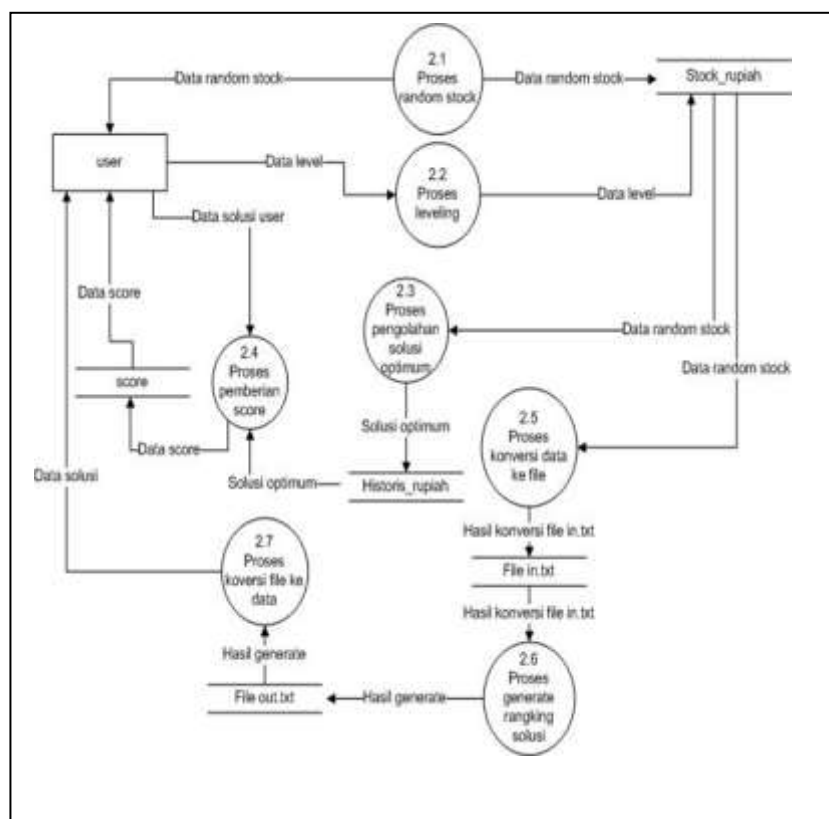 2.1
Proses
random stock
Data random stock
Data random stock
Stock_rupiah
user
Data level
2.2
Proses
leveling
Data level
Data solusi user
Data score
2.3
Proses
pengolahan
solusi
optimum
Data random stock
Data random stock
score
2.4
Proses
pemberian
score
Data score
Solusi optimum
Solusi optimum
Historis_rupiah
2.5
Proses
konversi data
ke file
Data solusi
Hasil konversi file in.txt
File in.txt
Hasil konversi file in.txt
2.7
Proses
koversi file ke
data
Hasil generate
File out.txt
Hasil generate
2.6
Proses
generate
rangking
solusi